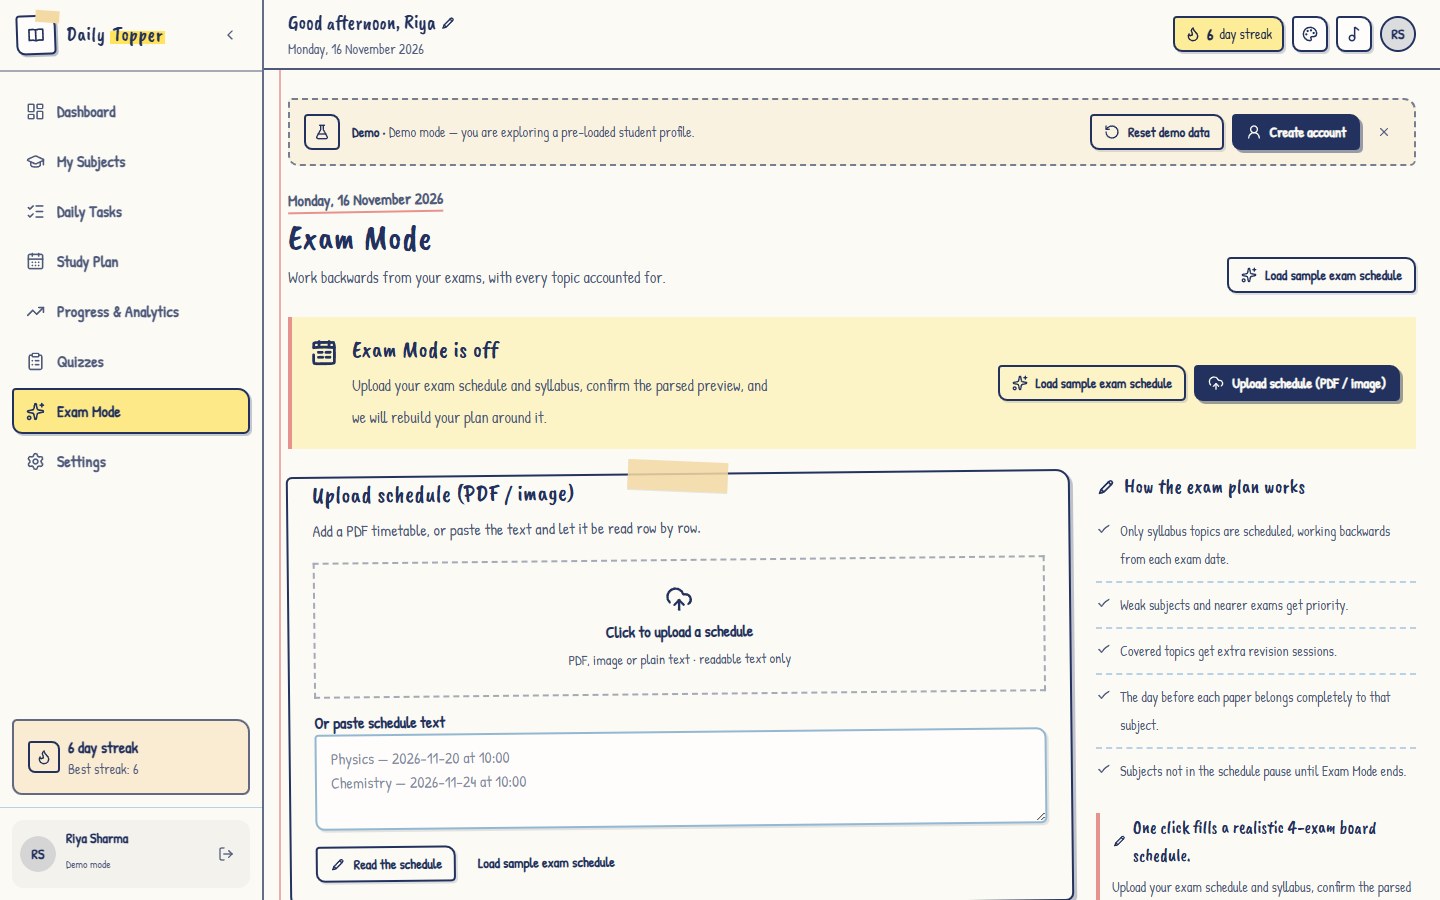 Daily Topper
Dashboard
My Subjects
Daily Tasks
Study Plan
Progress & Analytics
Quizzes
Exam Mode
Settings
6 day streak
Best streak: 6
RS
Riya Sharma
Demo mode
Good afternoon, Riya
Monday, 16 November 2026
6 day streak
RS
Demo · Demo mode — you are exploring a pre-loaded student profile.
Reset demo data
Create account
Monday, 16 November 2026
Exam Mode
Work backwards from your exams, with every topic accounted for.
Load sample exam schedule
Exam Mode is off
Upload your exam schedule and syllabus, confirm the parsed preview, and
we will rebuild your plan around it.
Load sample exam schedule
Upload schedule (PDF / image)
Upload schedule (PDF / image)
Add a PDF timetable, or paste the text and let it be read row by row.
Click to upload a schedule
PDF, image or plain text · readable text only
Or paste schedule text
Physics — 2026-11-20 at 10:00
Chemistry — 2026-11-24 at 10:00
Read the schedule
Load sample exam schedule
How the exam plan works
Only syllabus topics are scheduled, working backwards
from each exam date.
Weak subjects and nearer exams get priority.
Covered topics get extra revision sessions.
The day before each paper belongs completely to that
subject.
Subjects not in the schedule pause until Exam Mode ends.
One click fills a realistic 4-exam board
schedule.
Upload your exam schedule and syllabus, confirm the parsed